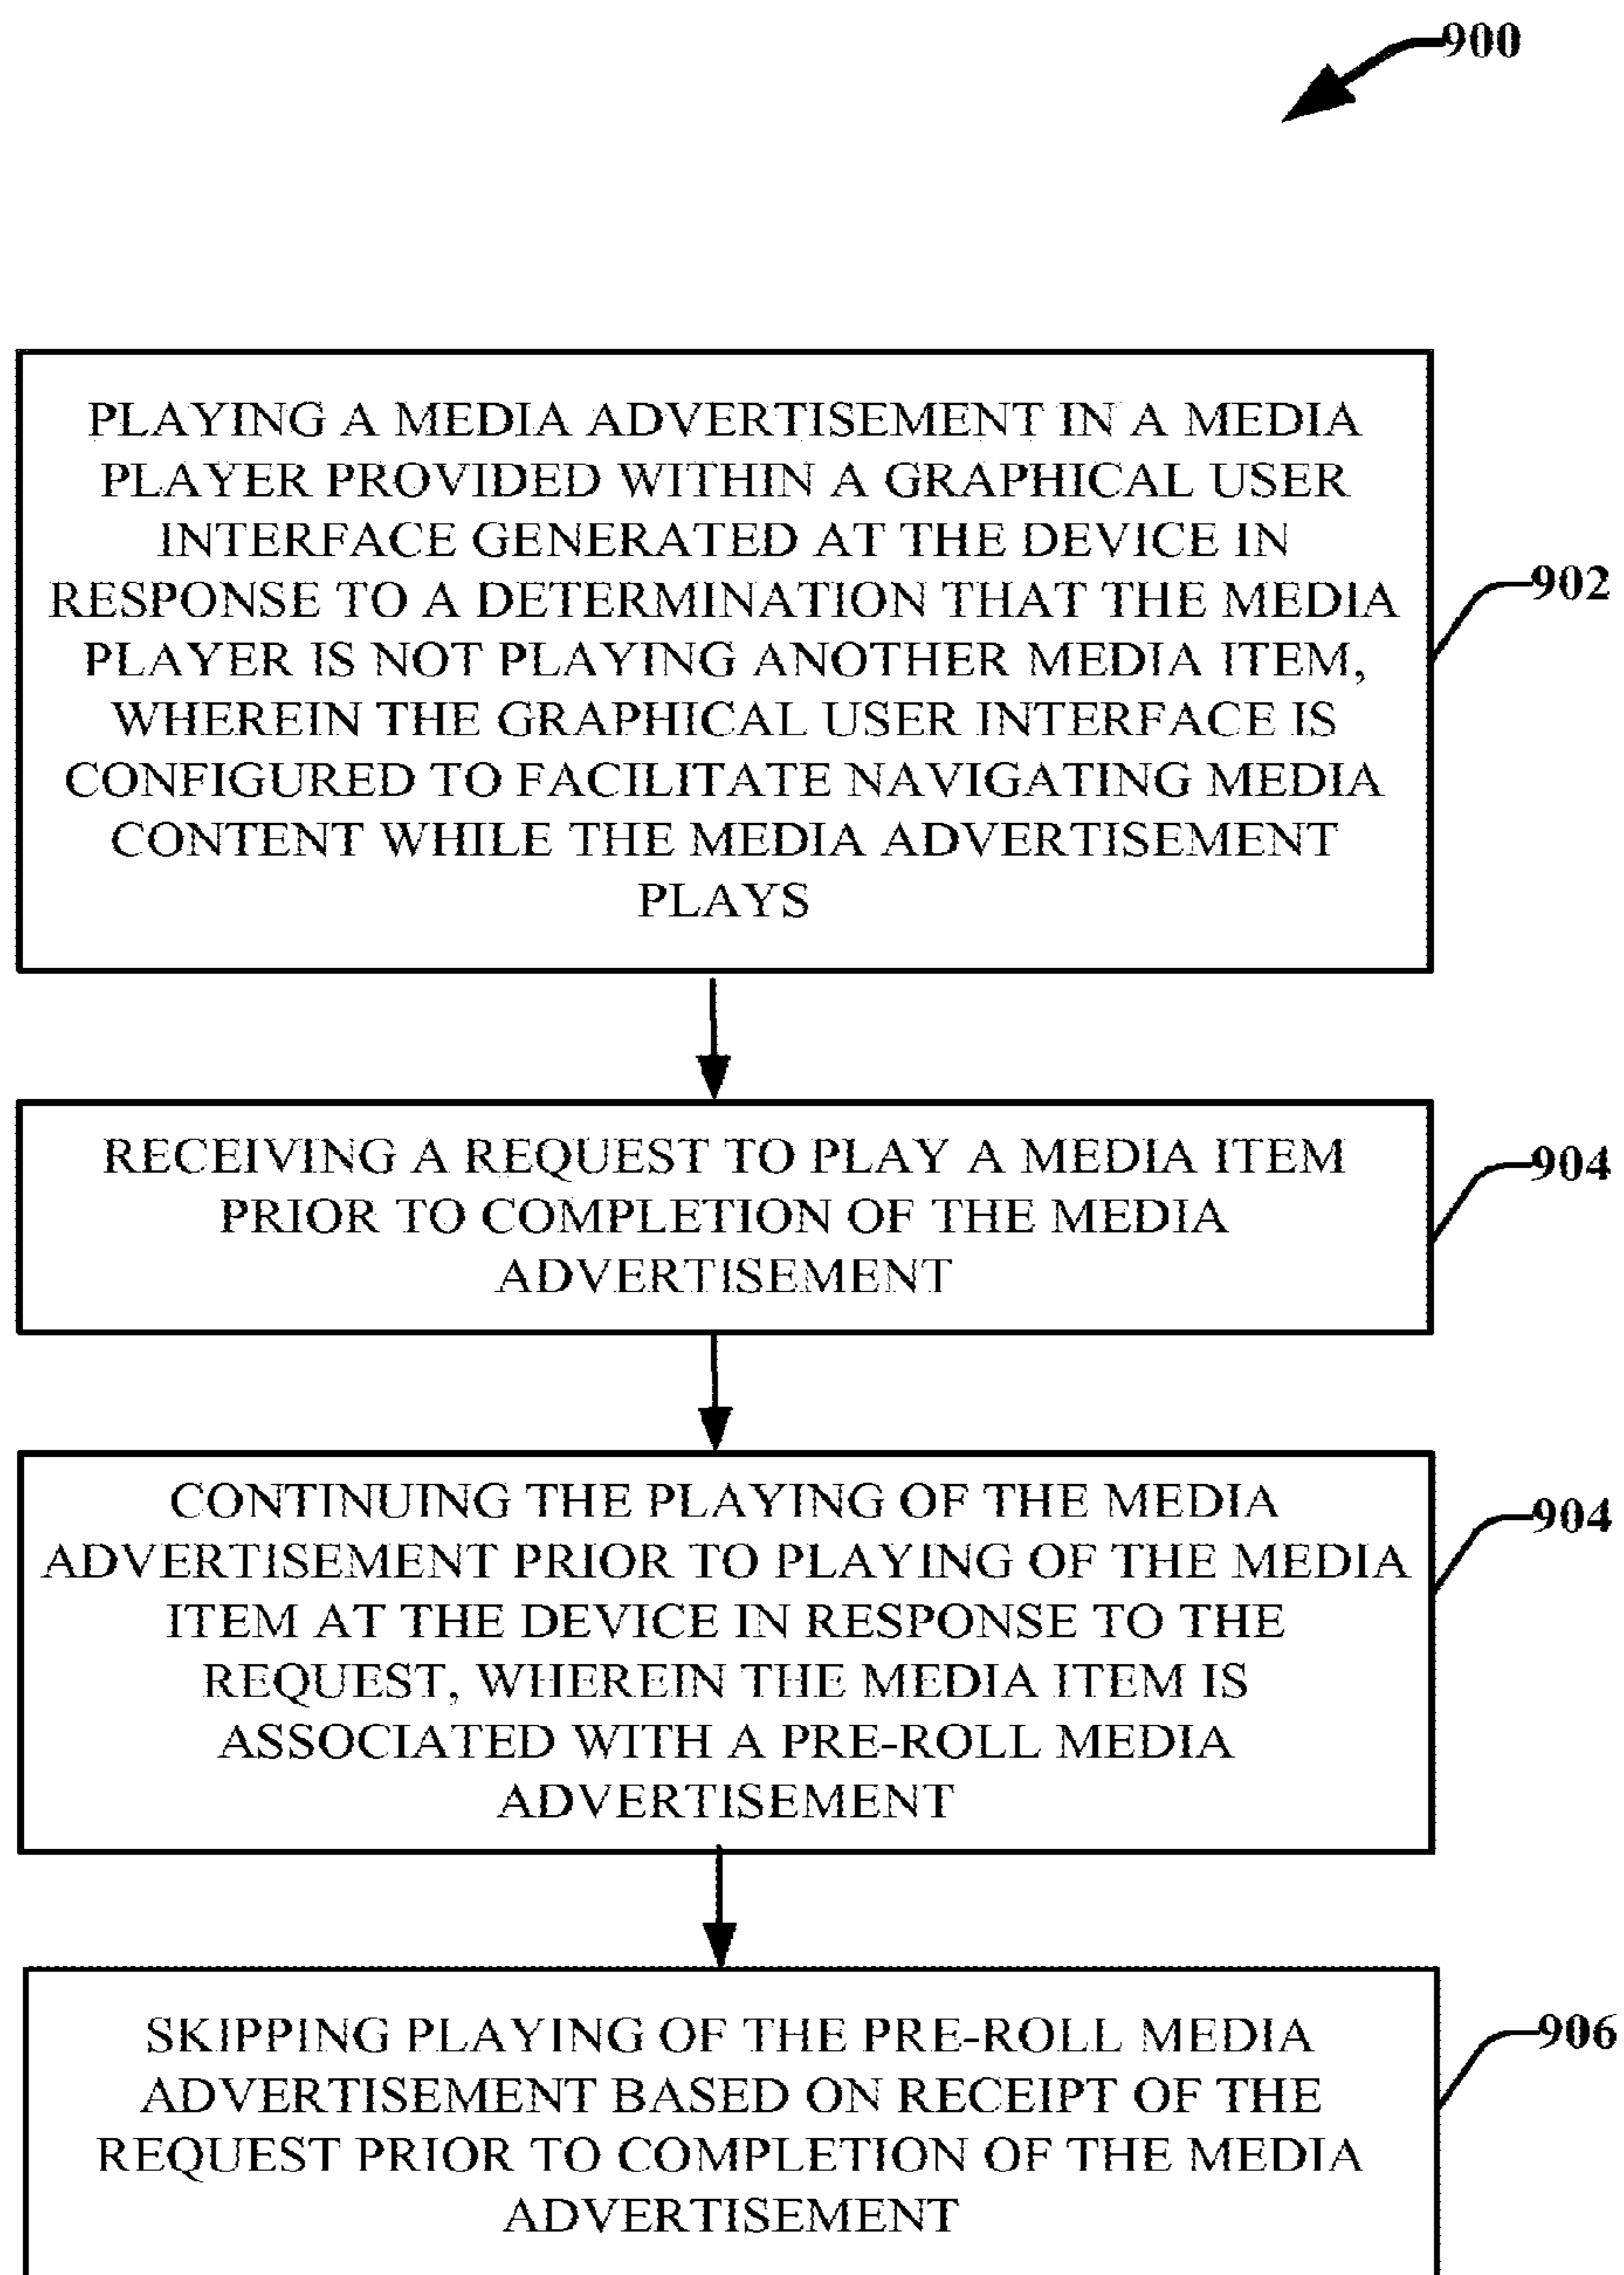 900
PLAYING A MEDIA ADVERTISEMENT IN A MEDIA
PLAYER PROVIDED WITHIN A GRAPHICAL USER
INTERFACE GENERATED AT THE DEVICE IN
RESPONSE TO A DETERMINATION THAT THE MEDIA
PLAYER IS NOT PLAYING ANOTHER MEDIA ITEM,
WHEREIN THE GRAPHICAL USER INTERFACE IS
CONFIGURED TO FACILITATE NAVIGATING MEDIA
CONTENT WHILE THE MEDIA ADVERTISEMENT
PLAYS
902
RECEIVING A REQUEST TO PLAY A MEDIA ITEM
PRIOR TO COMPLETION OF THE MEDIA
ADVERTISEMENT
904
CONTINUING THE PLAYING OF THE MEDIA
ADVERTISEMENT PRIOR TO PLAYING OF THE MEDIA
ITEM AT THE DEVICE IN RESPONSE TO THE
REQUEST, WHEREIN THE MEDIA ITEM IS
ASSOCIATED WITH A PRE-ROLL MEDIA
ADVERTISEMENT
904
SKIPPING PLAYING OF THE PRE-ROLL MEDIA
ADVERTISEMENT BASED ON RECEIPT OF THE
REQUEST PRIOR TO COMPLETION OF THE MEDIA
ADVERTISEMENT
906